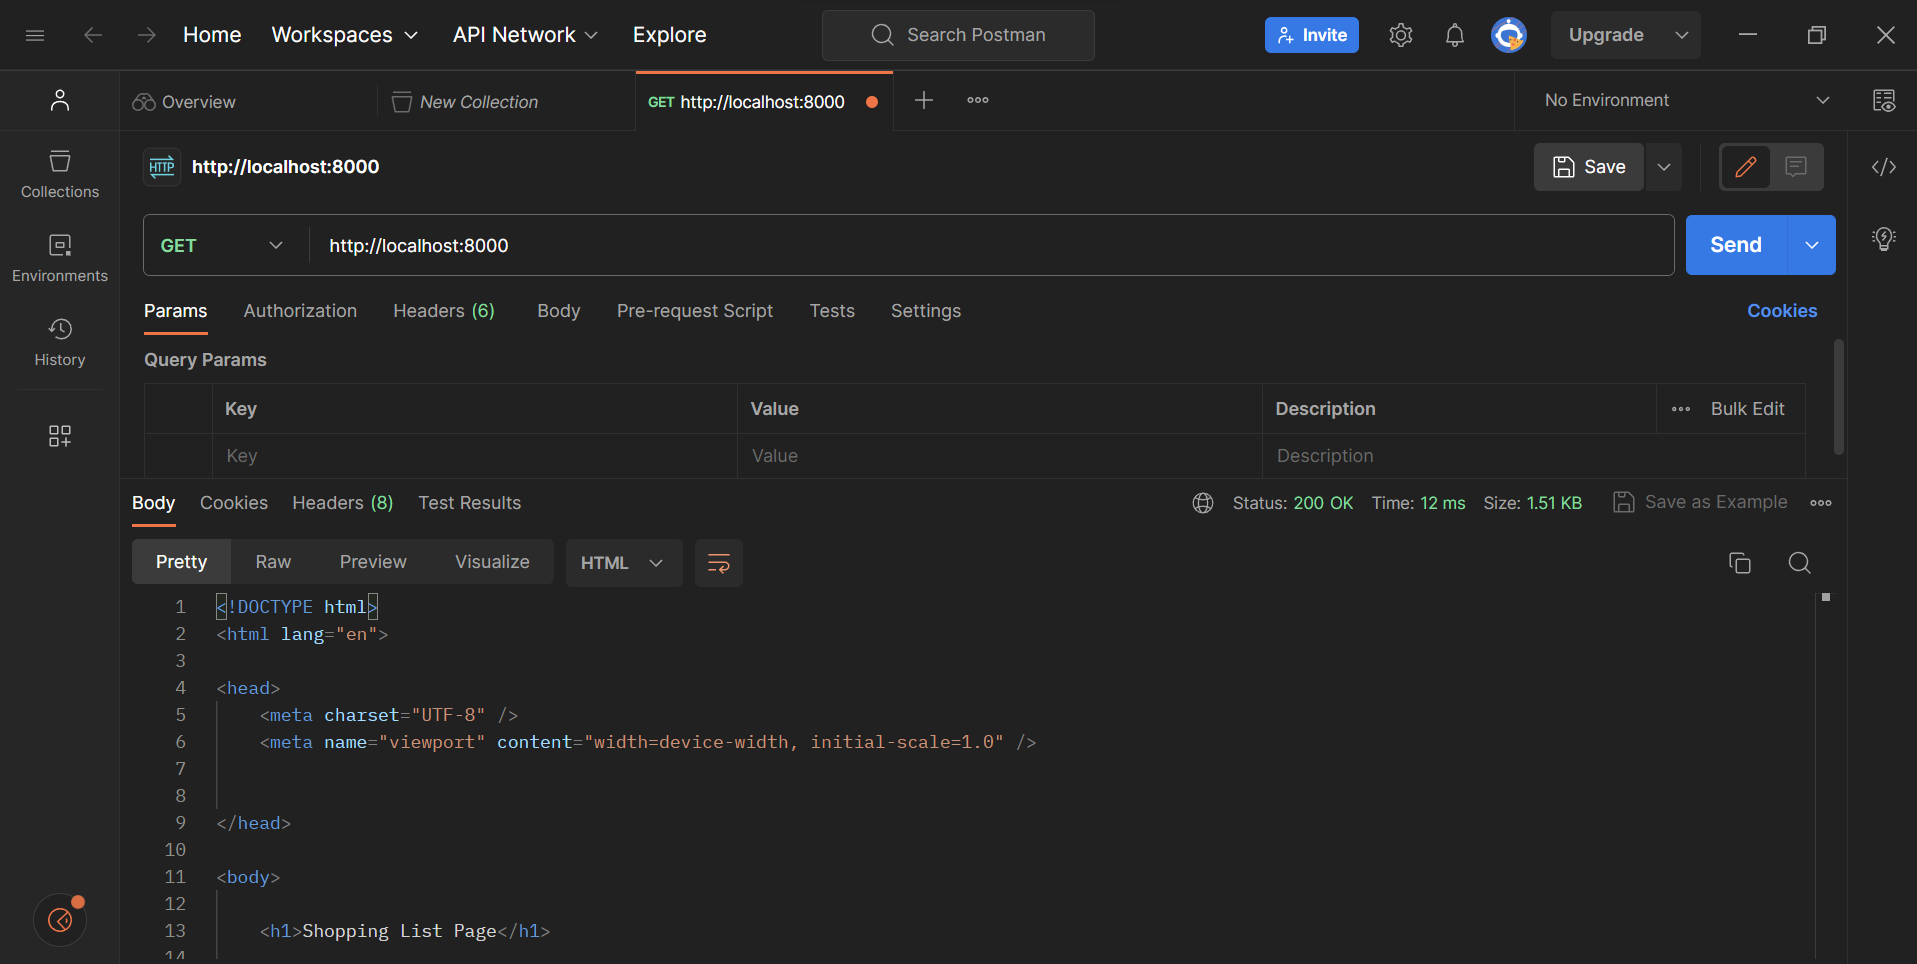 Home Workspaces API Network Explore Search Postman Invite Upgrade
Overview New Collection GET http://localhost:8000 No Environment
HTTP http://localhost:8000 Save
Collections
GET http://localhost:8000 Send
Environments
Params Authorization Headers (6) Body Pre-request Script Tests Settings Cookies
History
Query Params
Key Value Description Bulk Edit
Key Value Description
Body Cookies Headers (8) Test Results Status: 200 OK Time: 12 ms Size: 1.51 KB Save as Example
Pretty Raw Preview Visualize HTML
1 <!DOCTYPE html>
2 <html lang="en">
3
4 <head>
5 <meta charset="UTF-8" />
6 <meta name="viewport" content="width=device-width, initial-scale=1.0" />
7
8
9 </head>
10
11 <body>
12
13 <h1>Shopping List Page</h1>
14